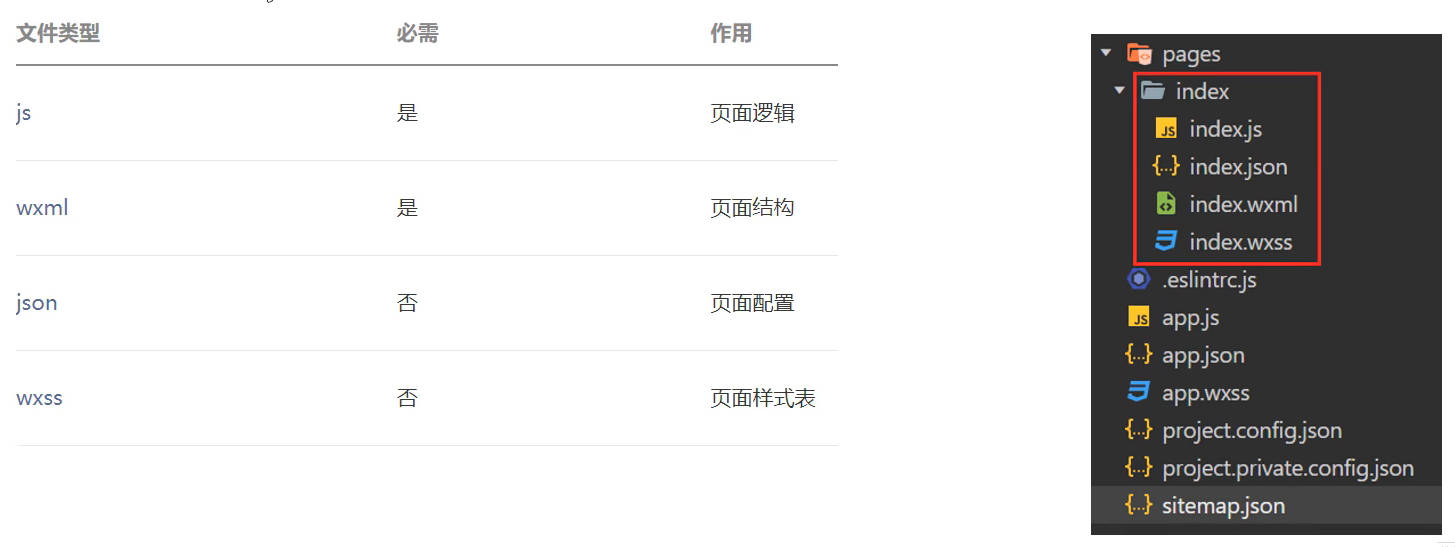 文件类型 必需 作用
js 是 页面逻辑
wxml 是 页面结构
json 否 页面配置
wxss 否 页面样式表
pages
index
index.js
index.json
index.wxml
index.wxss
.eslintrc.js
app.js
app.json
app.wxss
project.config.json
project.private.config.json
sitemap.json